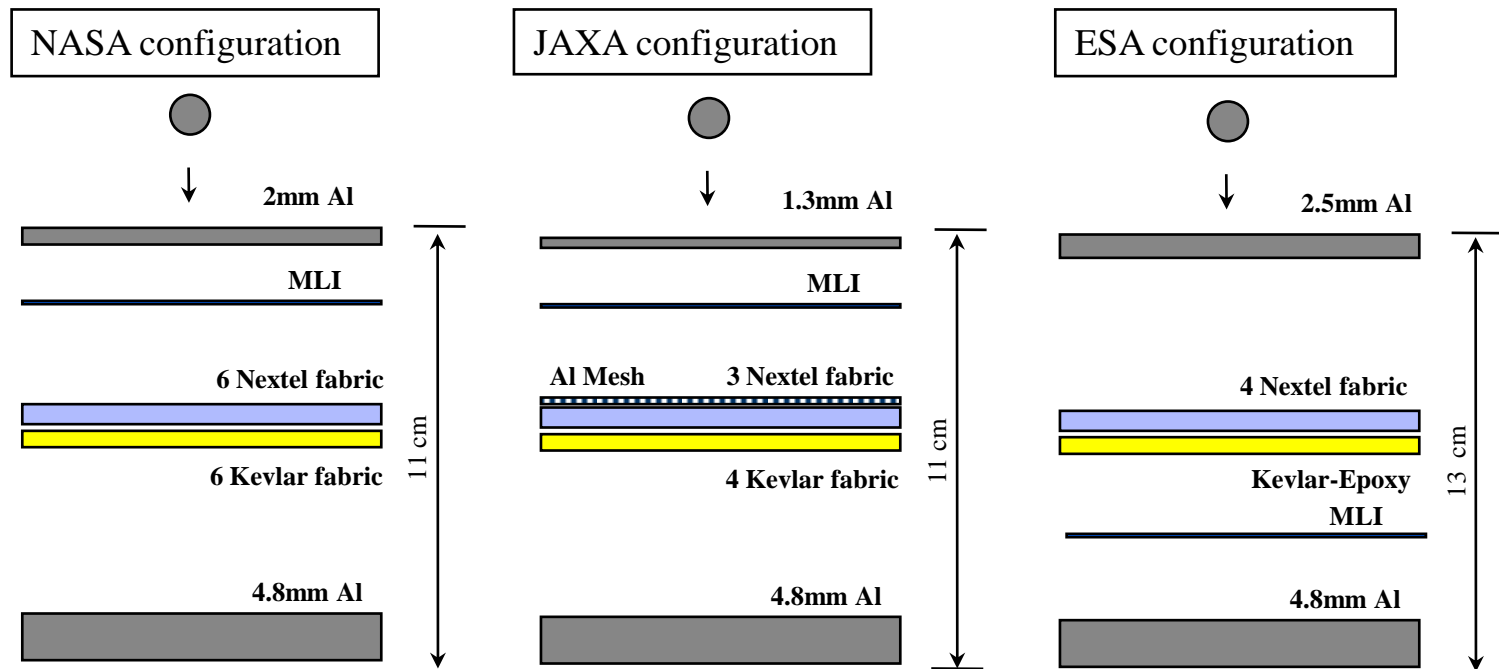 NASA configuration
2mm Al
MLI
6 Nextel fabric
6 Kevlar fabric
11 cm
4.8mm Al
JAXA configuration
1.3mm Al
MLI
Al Mesh 3 Nextel fabric
4 Kevlar fabric
11 cm
4.8mm Al
ESA configuration
2.5mm Al
4 Nextel fabric
Kevlar-Epoxy
MLI
13 cm
4.8mm Al